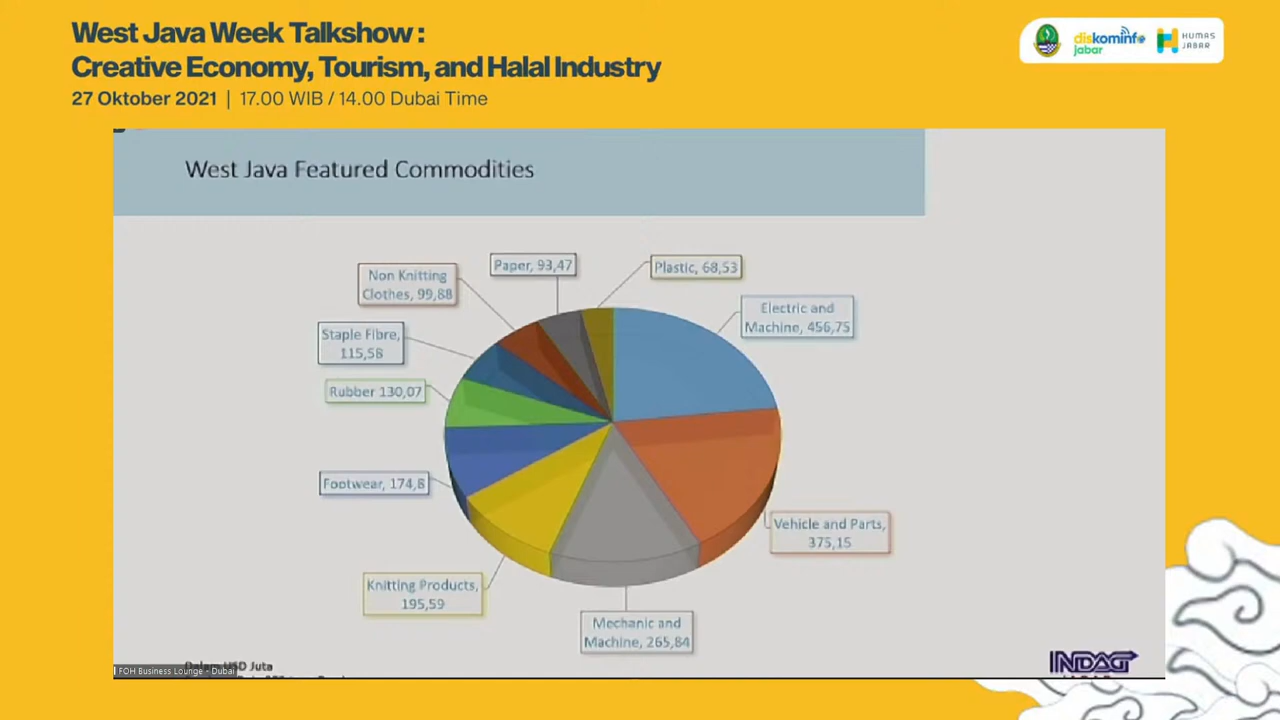 West Java Week Talkshow :
Creative Economy, Tourism, and Halal Industry
27 Oktober 2021 | 17.00 WIB / 14.00 Dubai Time
diskominfo
jabar
HUMAS
JABAR
West Java Featured Commodities
Paper, 93,47
Plastic, 68,53
Non Knitting
Clothes, 99,88
Electric and
Machine, 456,75
Staple Fibre,
115,58
Rubber 130,07
Footwear, 174,8
Vehicle and Parts,
375,15
Knitting Products,
195,59
Mechanic and
Machine, 265,84
Dalam USD Juta
FOH Business Lounge - Dubai
INDAG